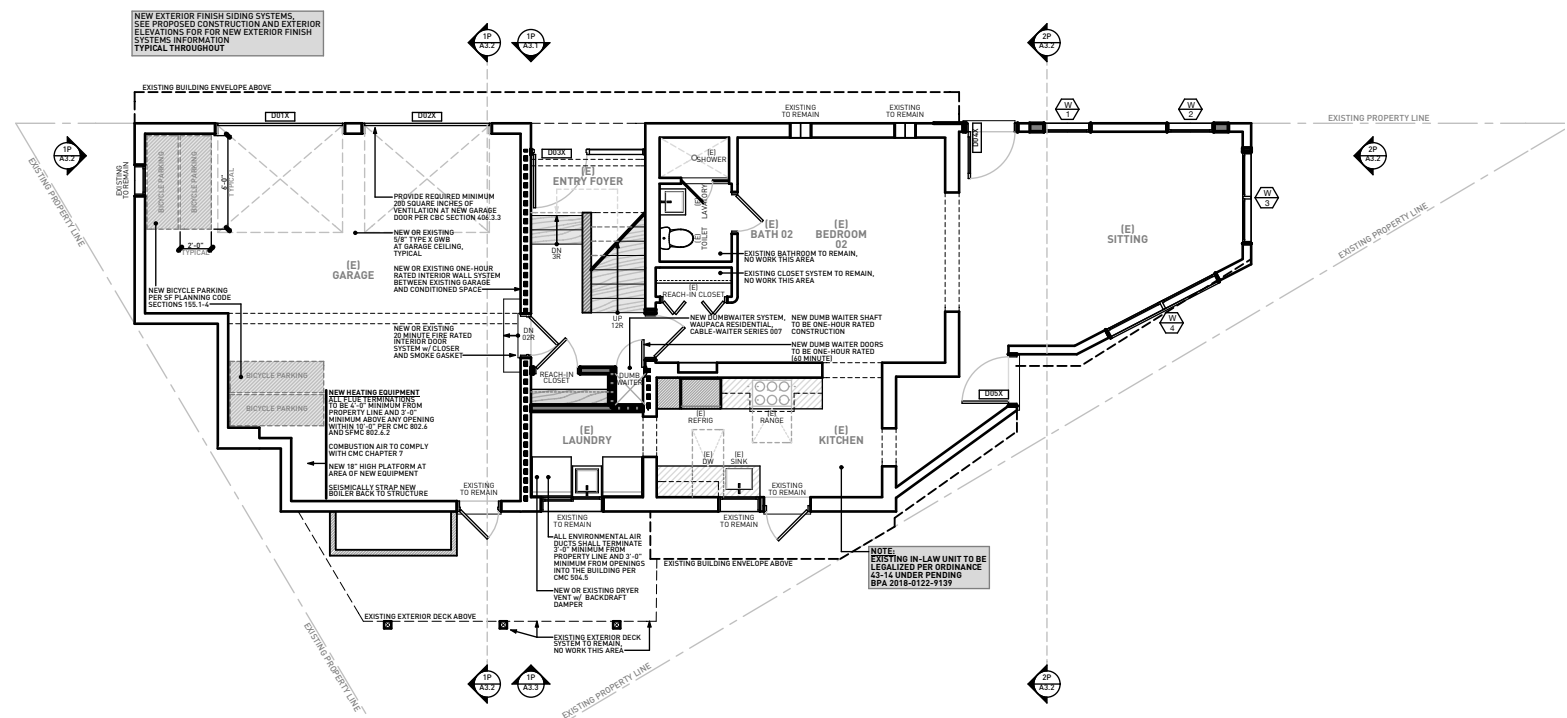 NEW EXTERIOR FINISH SIDING SYSTEMS,
SEE PROPOSED CONSTRUCTION AND EXTERIOR
ELEVATIONS FOR FOR NEW EXTERIOR FINISH
SYSTEMS INFORMATION
TYPICAL THROUGHOUT
1P
A3.2
1P
A3.1
2P
A3.2
EXISTING BUILDING ENVELOPE ABOVE
D01X
D02X
EXISTING
TO REMAIN
EXISTING
TO REMAIN
W
1
W
2
EXISTING PROPERTY LINE
1P
A3.2
2P
A3.2
EXISTING
TO REMAIN
BICYCLE PARKING
BICYCLE PARKING
6'-0"
TYPICAL
2'-0"
TYPICAL
D03X
(E)
ENTRY FOYER
DN
3R
(E)
SHOWER
(E)
LAVATORY
(E)
TOILET
(E)
BATH 02
(E)
BEDROOM
02
D04X
(E)
SITTING
W
3
W
4
EXISTING PROPERTY LINE
EXISTING PROPERTY LINE
PROVIDE REQUIRED MINIMUM
200 SQUARE INCHES OF
VENTILATION AT NEW GARAGE
DOOR PER CBC SECTION 406.3.3
NEW OR EXISTING
5/8" TYPE X GWB
AT GARAGE CEILING,
TYPICAL
(E)
GARAGE
NEW OR EXISTING ONE-HOUR
RATED INTERIOR WALL SYSTEM
BETWEEN EXISTING GARAGE
AND CONDITIONED SPACE
EXISTING BATHROOM TO REMAIN,
NO WORK THIS AREA
EXISTING CLOSET SYSTEM TO REMAIN,
NO WORK THIS AREA
(E)
REACH-IN CLOSET
NEW BICYCLE PARKING
PER SF PLANNING CODE
SECTIONS 155.1-4
UP
12R
NEW DUMBWAITER SYSTEM,
WAUPACA RESIDENTIAL,
CABLE-WAITER SERIES 007
NEW DUMB WAITER SHAFT
TO BE ONE-HOUR RATED
CONSTRUCTION
NEW DUMB WAITER DOORS
TO BE ONE-HOUR RATED
(60 MINUTE)
NEW OR EXISTING
20 MINUTE FIRE RATED
INTERIOR DOOR
SYSTEM w/ CLOSER
AND SMOKE GASKET
DN
02R
REACH-IN
CLOSET
DUMB
WAITER
BICYCLE PARKING
BICYCLE PARKING
NEW HEATING EQUIPMENT
ALL FLUE TERMINATIONS
TO BE 4'-0" MINIMUM FROM
PROPERTY LINE AND 3'-0"
MINIMUM ABOVE ANY OPENING
WITHIN 10'-0" PER CMC 802.6
AND SFMC 802.6.2
COMBUSTION AIR TO COMPLY
WITH CMC CHAPTER 7
NEW 18" HIGH PLATFORM AT
AREA OF NEW EQUIPMENT
SEISMICALLY STRAP NEW
BOILER BACK TO STRUCTURE
(E)
LAUNDRY
(E)
REFRIG
(E)
RANGE
(E)
DW
(E)
SINK
(E)
KITCHEN
D05X
EXISTING
TO REMAIN
EXISTING
TO REMAIN
EXISTING
TO REMAIN
EXISTING
TO REMAIN
ALL ENVIRONMENTAL AIR
DUCTS SHALL TERMINATE
3'-0" MINIMUM FROM
PROPERTY LINE AND 3'-0"
MINIMUM FROM OPENINGS
INTO THE BUILDING PER
CMC 504.5
NEW OR EXISTING DRYER
VENT w/ BACKDRAFT
DAMPER
EXISTING BUILDING ENVELOPE ABOVE
NOTE:
EXISTING IN-LAW UNIT TO BE
LEGALIZED PER ORDINANCE
43-14 UNDER PENDING
BPA 2018-0122-9139
EXISTING EXTERIOR DECK ABOVE
EXISTING EXTERIOR DECK
SYSTEM TO REMAIN,
NO WORK THIS AREA
EXISTING PROPERTY LINE
EXISTING PROPERTY LINE
1P
A3.2
1P
A3.3
2P
A3.2